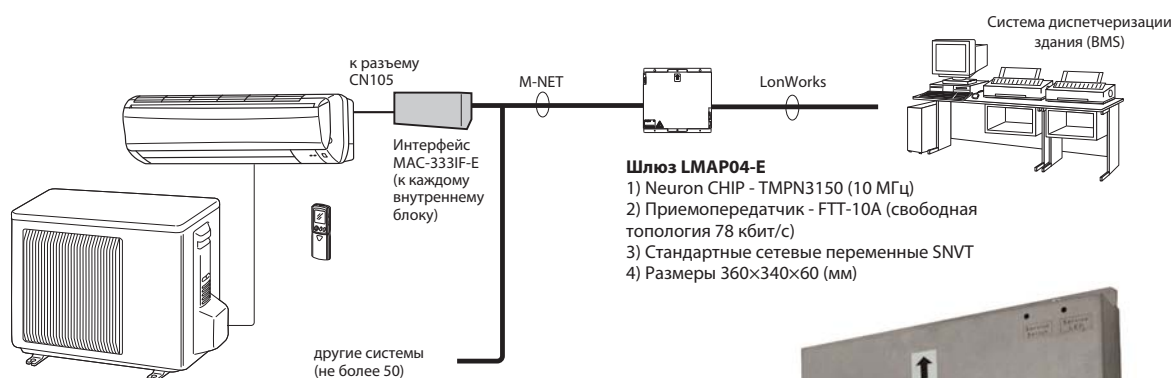 Система диспетчеризации
здания (BMS)
к разъему
CN105
M-NET
LonWorks
Интерфейс
MAC-333IF-E
(к каждому
внутреннему
блоку)
Шлюз LMAP04-E
1) Neuron CHIP - TMPN3150 (10 МГц)
2) Приемопередатчик - FTT-10A (свободная
топология 78 кбит/с)
3) Стандартные сетевые переменные SNVT
4) Размеры 360×340×60 (мм)
другие системы
(не более 50)